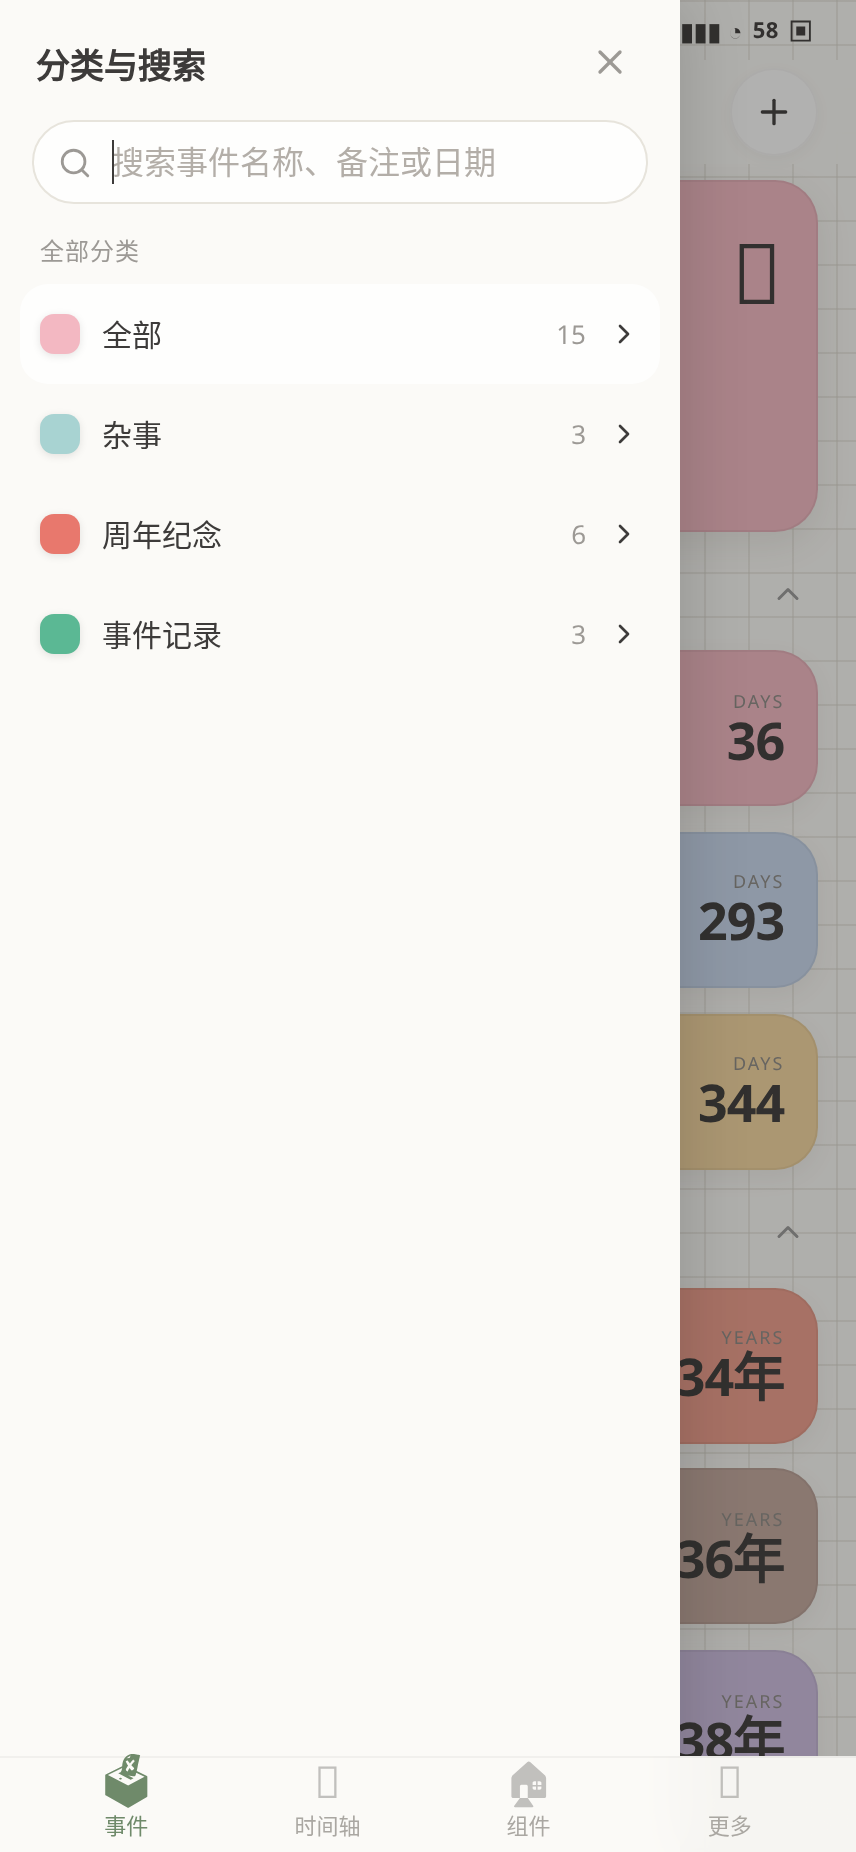 58
分类与搜索
搜索事件名称、备注或日期
全部分类
全部 15
杂事 3
周年纪念 6
事件记录 3
DAYS
36
DAYS
293
DAYS
344
YEARS
34年
YEARS
36年
YEARS
38年
事件 时间轴 组件 更多